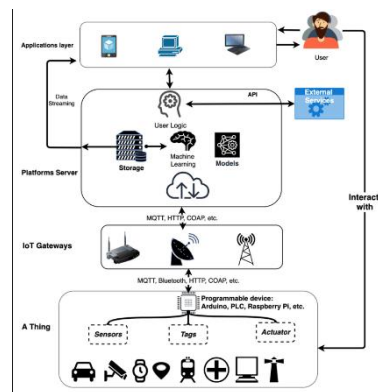 Applications layer
User
Data
Streaming
API
External
Services
User Logic
Storage
Machine
Learning
Models
Platforms Server
Interact
with
MQTT, HTTP, COAP, etc.
IoT Gateways
MQTT, Bluetooth, HTTP, COAP, etc.
Programmable device:
Arduino, PLC, Raspberry Pi, etc.
A Thing
Sensors
Tags
Actuator